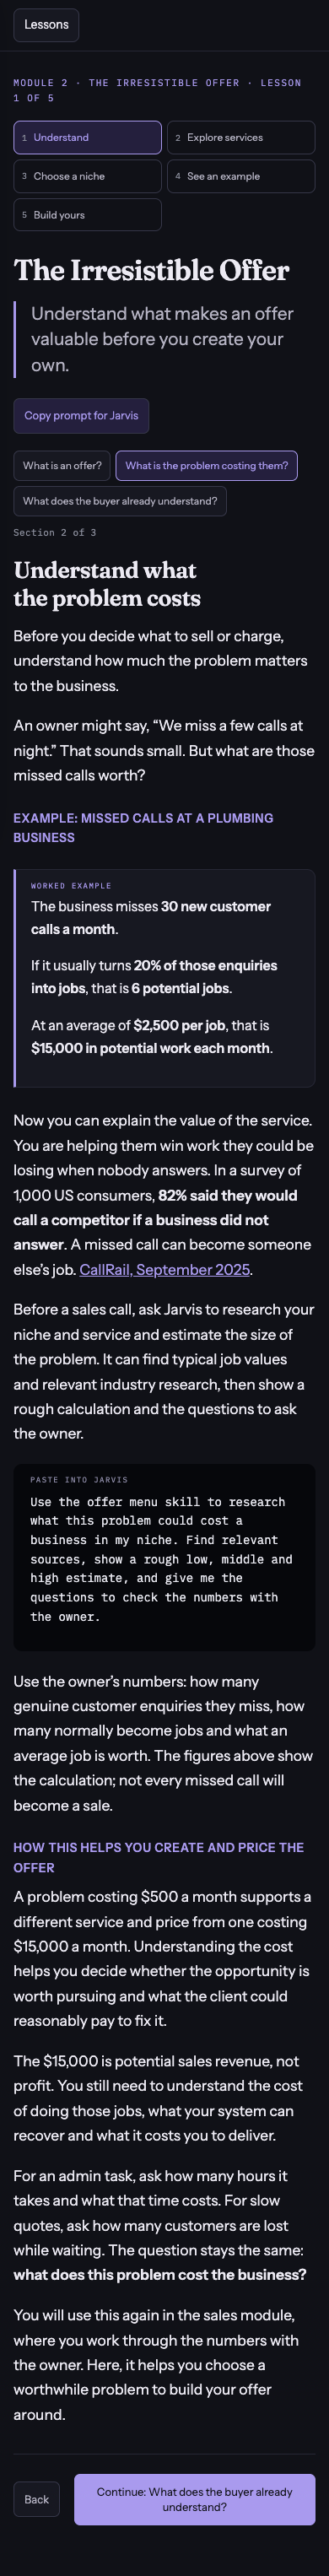 Lessons
MODULE 2 · THE IRRESISTIBLE OFFER · LESSON
1 OF 5
1 Understand
2 Explore services
3 Choose a niche
4 See an example
5 Build yours
The Irresistible Offer
Understand what makes an offer
valuable before you create your
own.
Copy prompt for Jarvis
What is an offer?
What is the problem costing them?
What does the buyer already understand?
Section 2 of 3
Understand what
the problem costs
Before you decide what to sell or charge,
understand how much the problem matters
to the business.
An owner might say, “We miss a few calls at
night.” That sounds small. But what are those
missed calls worth?
EXAMPLE: MISSED CALLS AT A PLUMBING
BUSINESS
WORKED EXAMPLE
The business misses 30 new customer
calls a month.
If it usually turns 20% of those enquiries
into jobs, that is 6 potential jobs.
At an average of $2,500 per job, that is
$15,000 in potential work each month.
Now you can explain the value of the service.
You are helping them win work they could be
losing when nobody answers. In a survey of
1,000 US consumers, 82% said they would
call a competitor if a business did not
answer. A missed call can become someone
else’s job. CallRail, September 2025.
Before a sales call, ask Jarvis to research your
niche and service and estimate the size of
the problem. It can find typical job values
and relevant industry research, then show a
rough calculation and the questions to ask
the owner.
PASTE INTO JARVIS
Use the offer menu skill to research
what this problem could cost a
business in my niche. Find relevant
sources, show a rough low, middle and
high estimate, and give me the
questions to check the numbers with
the owner.
Use the owner’s numbers: how many
genuine customer enquiries they miss, how
many normally become jobs and what an
average job is worth. The figures above show
the calculation; not every missed call will
become a sale.
HOW THIS HELPS YOU CREATE AND PRICE THE
OFFER
A problem costing $500 a month supports a
different service and price from one costing
$15,000 a month. Understanding the cost
helps you decide whether the opportunity is
worth pursuing and what the client could
reasonably pay to fix it.
The $15,000 is potential sales revenue, not
profit. You still need to understand the cost
of doing those jobs, what your system can
recover and what it costs you to deliver.
For an admin task, ask how many hours it
takes and what that time costs. For slow
quotes, ask how many customers are lost
while waiting. The question stays the same:
what does this problem cost the business?
You will use this again in the sales module,
where you work through the numbers with
the owner. Here, it helps you choose a
worthwhile problem to build your offer
around.
Back
Continue: What does the buyer already
understand?